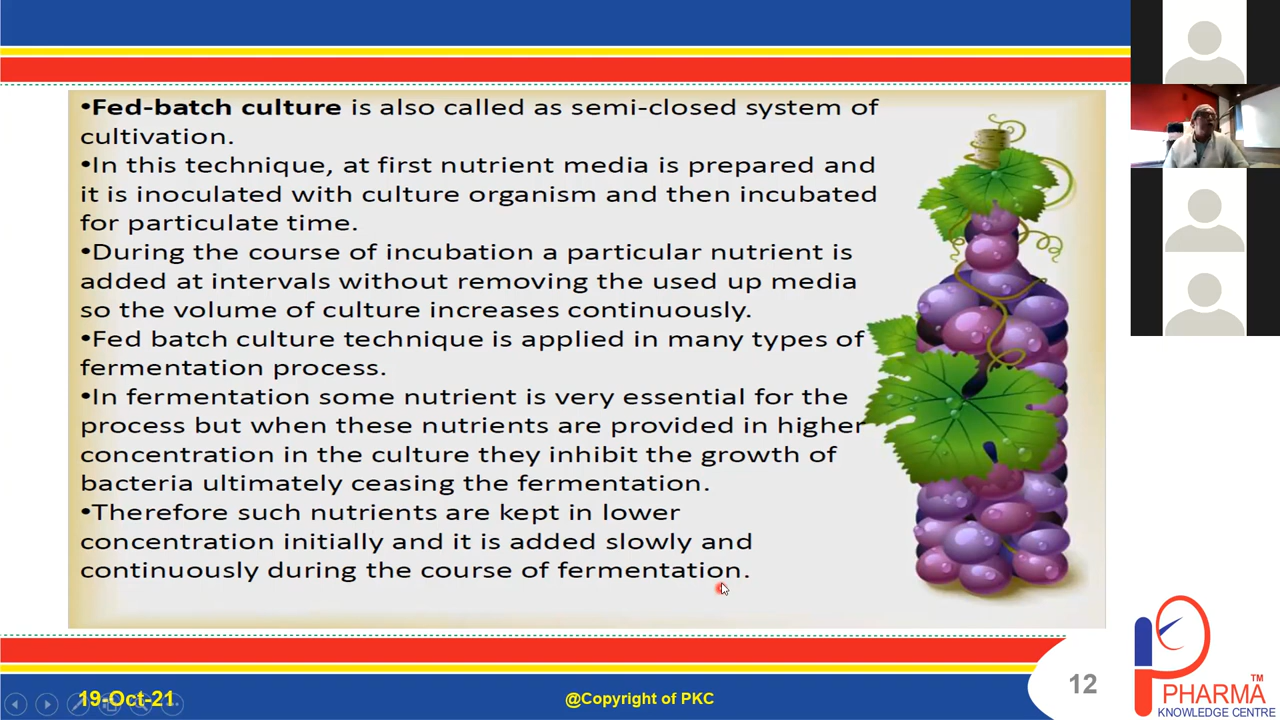 •Fed-batch culture is also called as semi-closed system of
cultivation.
•In this technique, at first nutrient media is prepared and
it is inoculated with culture organism and then incubated
for particulate time.
•During the course of incubation a particular nutrient is
added at intervals without removing the used up media
so the volume of culture increases continuously.
•Fed batch culture technique is applied in many types of
fermentation process.
•In fermentation some nutrient is very essential for the
process but when these nutrients are provided in higher
concentration in the culture they inhibit the growth of
bacteria ultimately ceasing the fermentation.
•Therefore such nutrients are kept in lower
concentration initially and it is added slowly and
continuously during the course of fermentation.
19-Oct-21
@Copyright of PKC
12
PHARMA™
KNOWLEDGE CENTRE